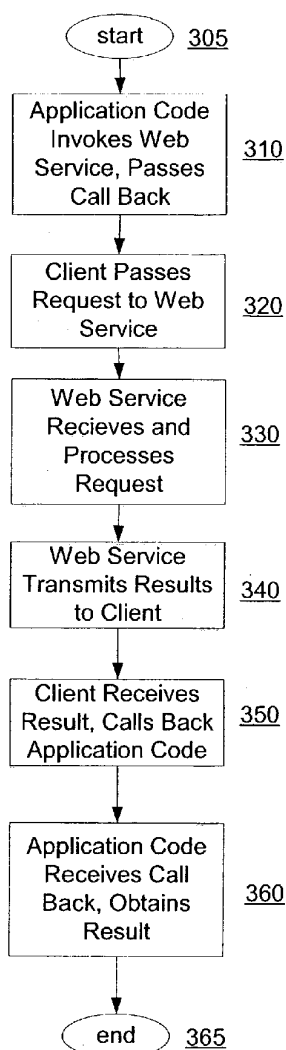 start 305
Application Code
Invokes Web
Service, Passes
Call Back
310
Client Passes
Request to Web
Service
320
Web Service
Recieves and
Processes
Request
330
Web Service
Transmits Results
to Client
340
Client Receives
Result, Calls Back
Application Code
350
Application Code
Receives Call
Back, Obtains
Result
360
end 365